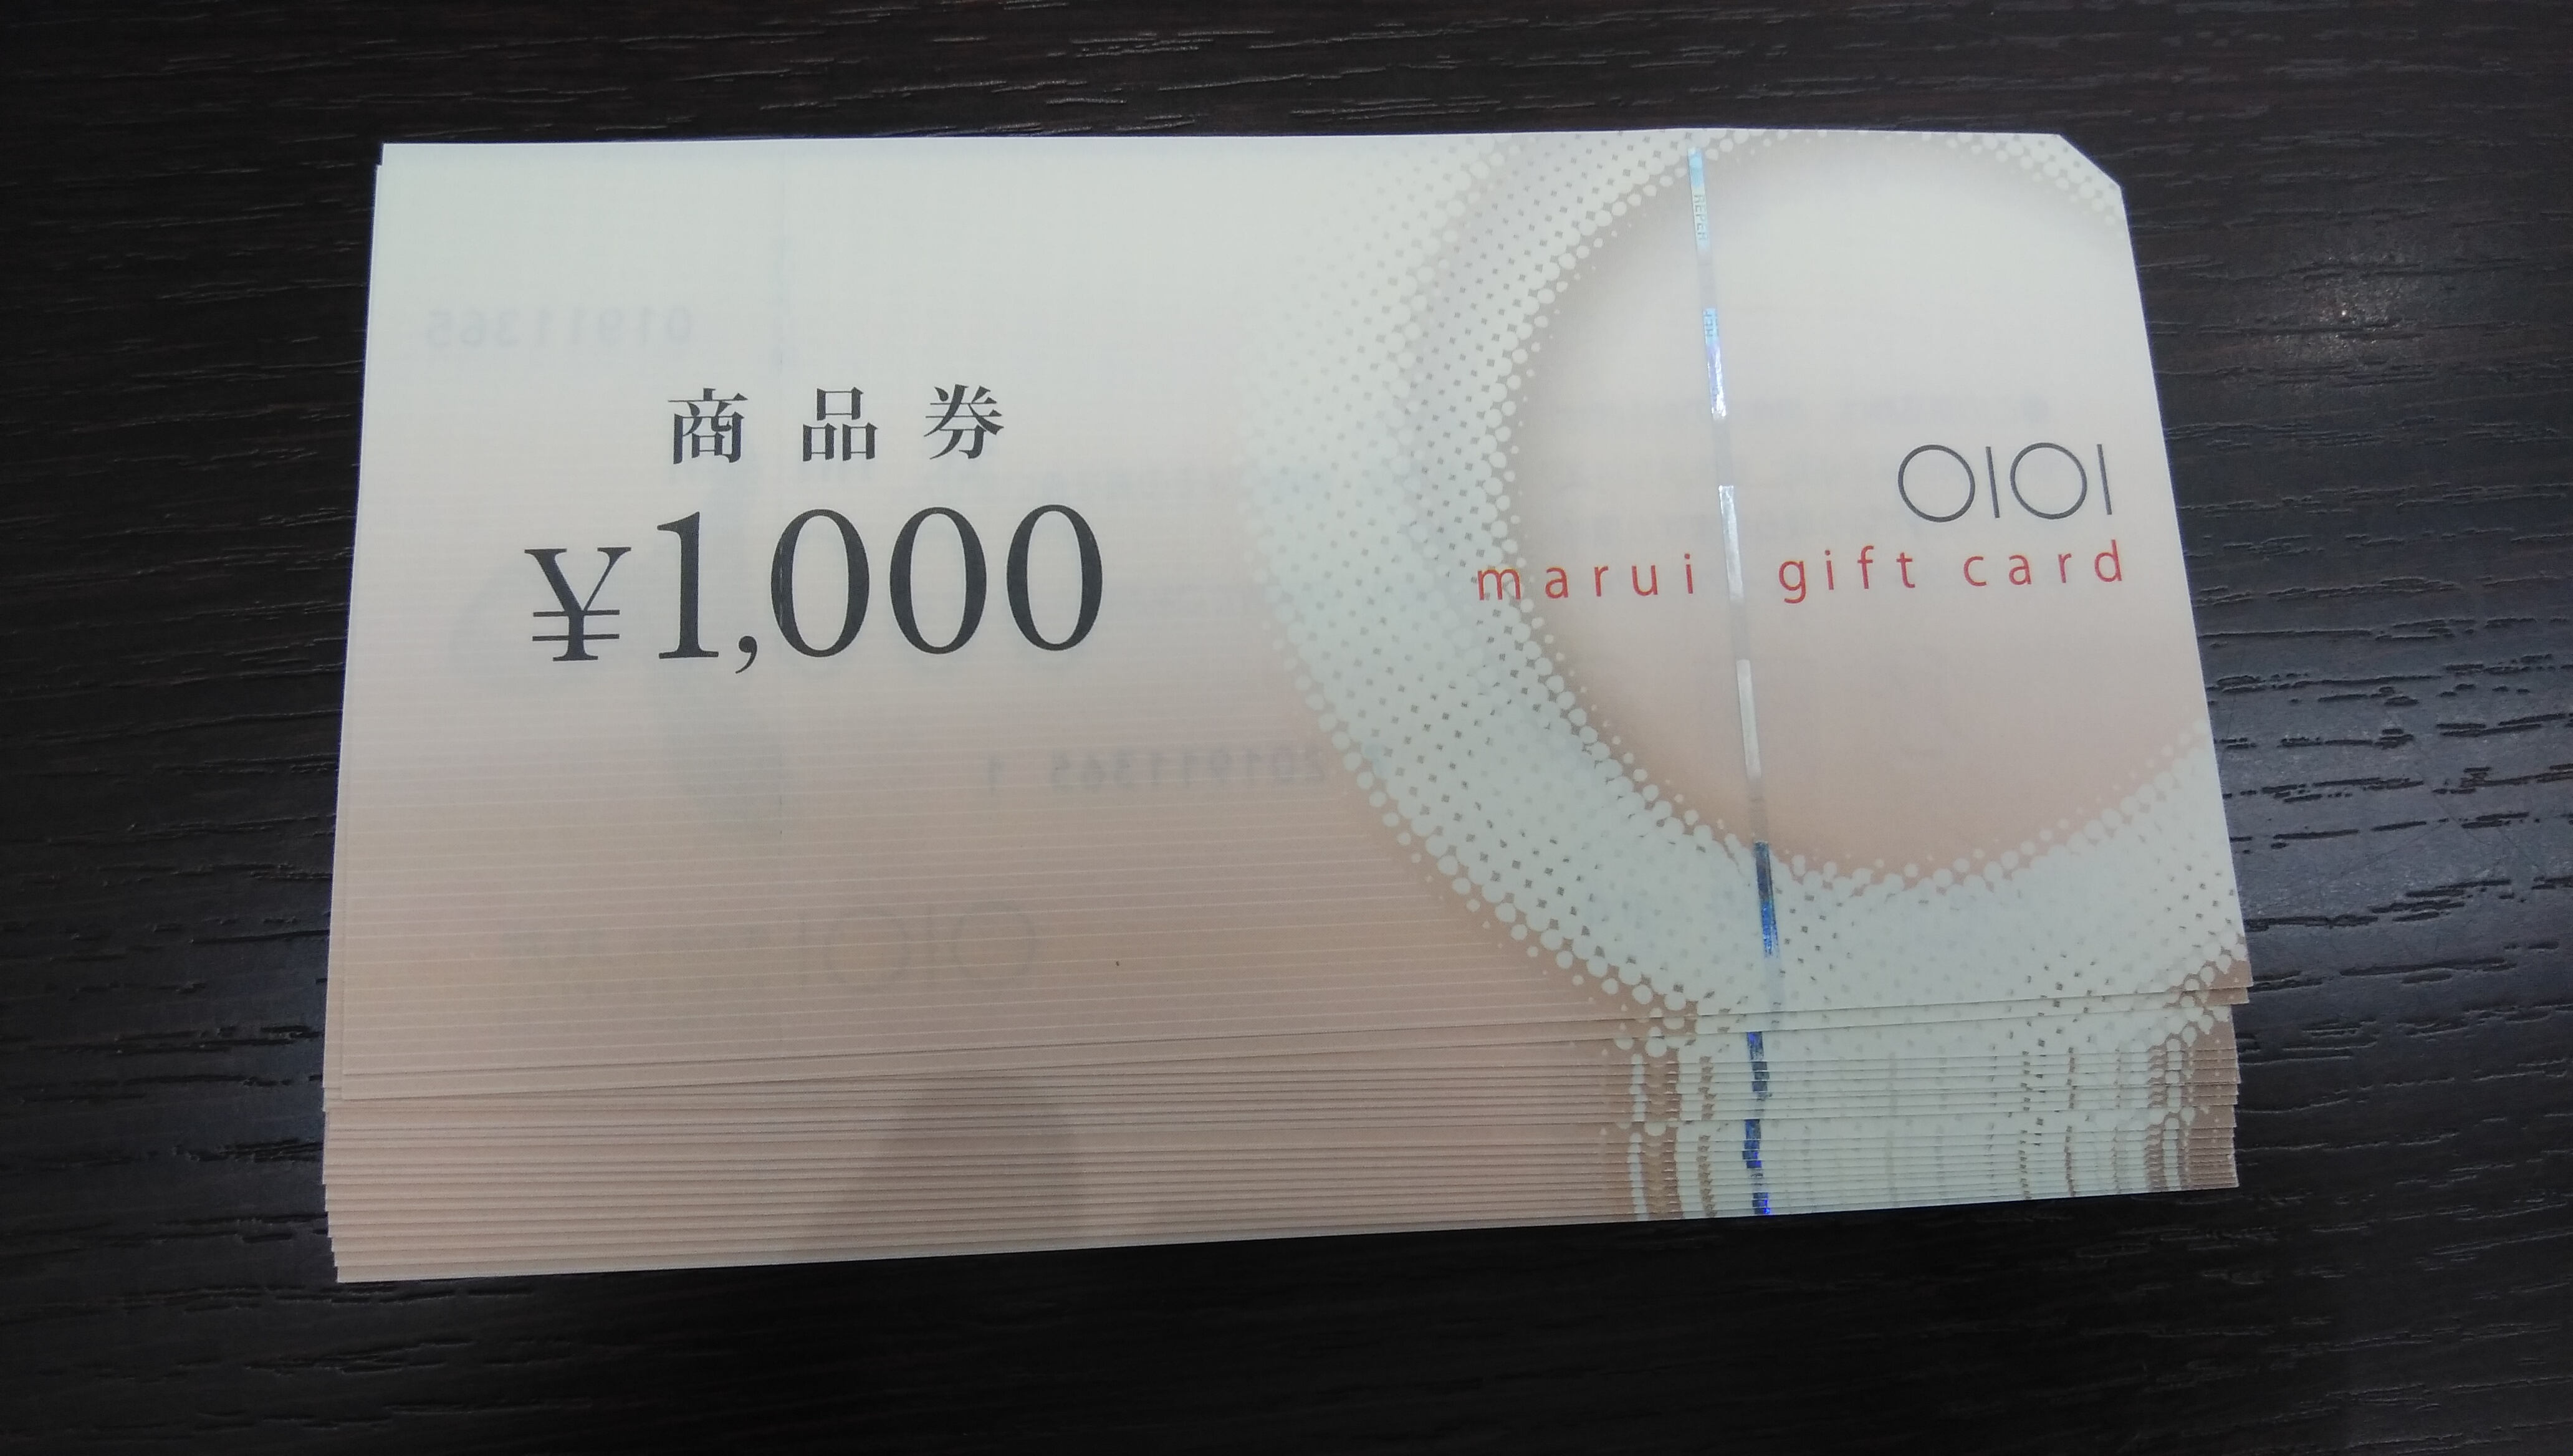 商品券
¥1,000
OIOI
marui gift card